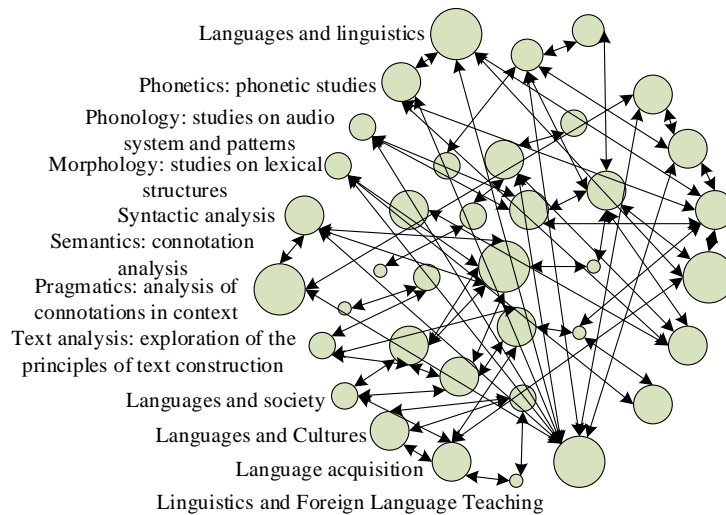 Languages and linguistics
Phonetics: phonetic studies
Phonology: studies on audio
system and patterns
Morphology: studies on lexical
structures
Syntactic analysis
Semantics: connotation
analysis
Pragmatics: analysis of
connotations in context
Text analysis: exploration of the
principles of text construction
Languages and society
Languages and Cultures
Language acquisition
Linguistics and Foreign Language Teaching